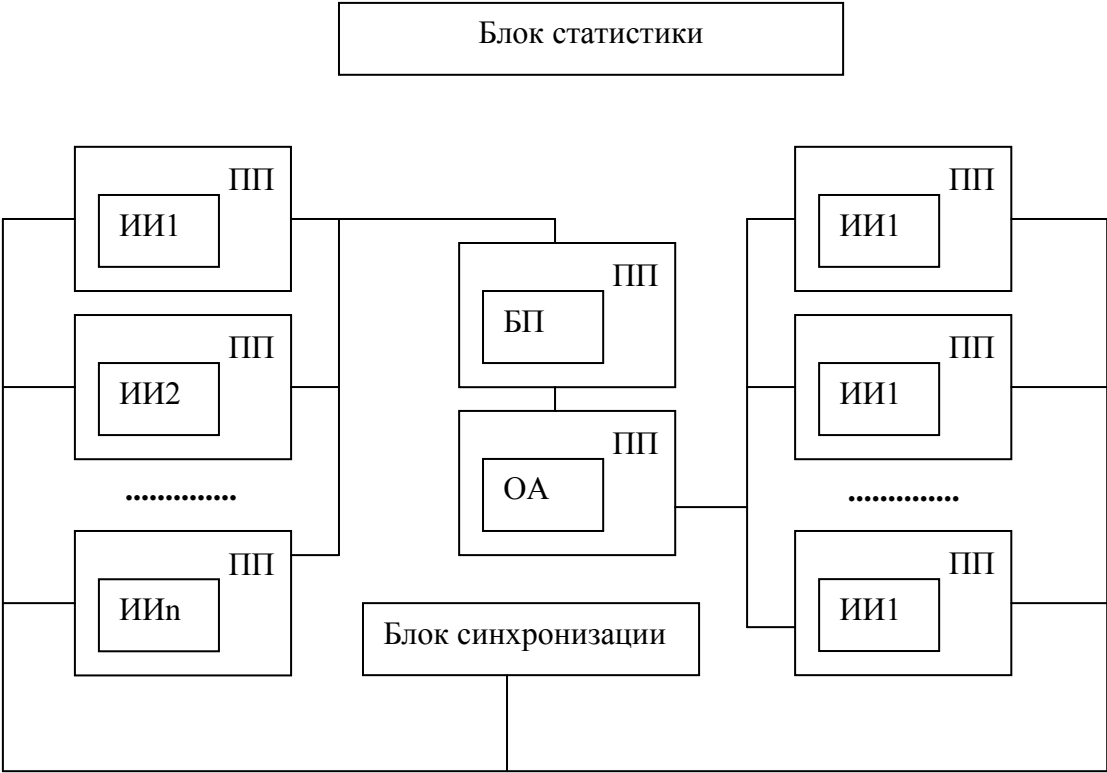 Блок статистики
ПП
ИИ1
ПП
ИИ2
..............
ПП
ИИn
ПП
БП
ПП
ОА
Блок синхронизации
ПП
ИИ1
ПП
ИИ1
..............
ПП
ИИ1